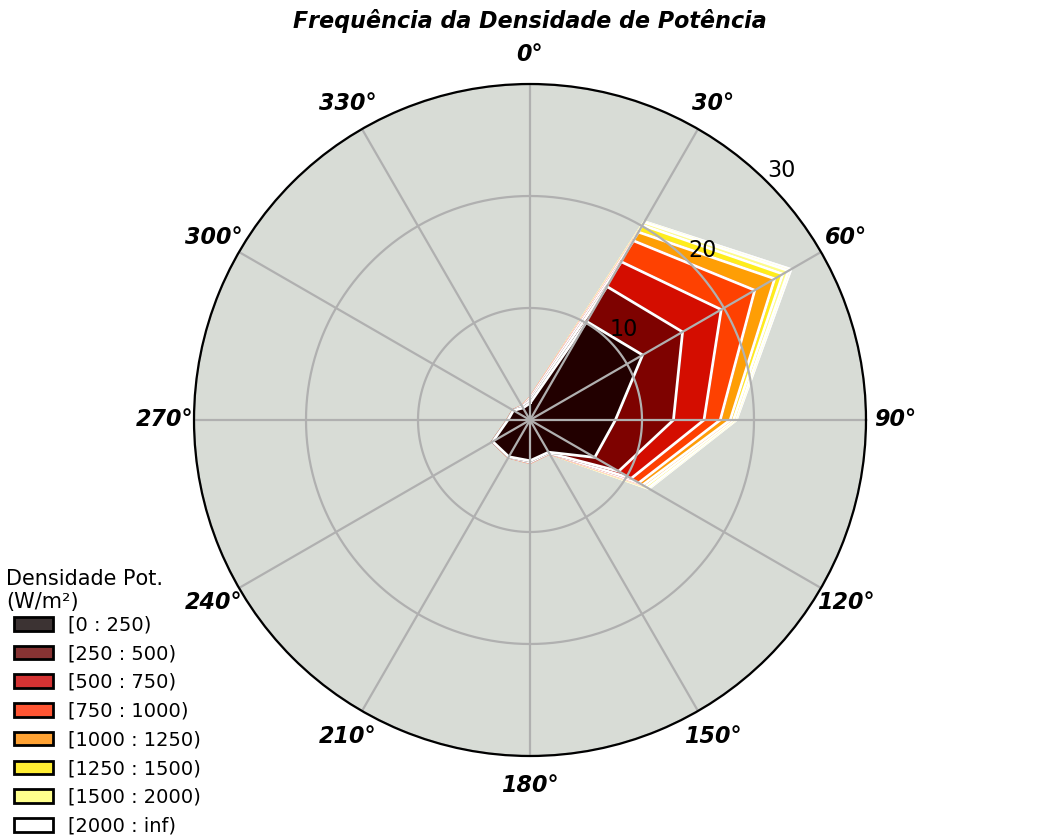 Frequência da Densidade de Potência
0°
330°
30°
30
300°
60°
20
10
270°
90°
240°
120°
210°
150°
180°
Densidade Pot.
(W/m²)
[0 : 250)
[250 : 500)
[500 : 750)
[750 : 1000)
[1000 : 1250)
[1250 : 1500)
[1500 : 2000)
[2000 : inf)